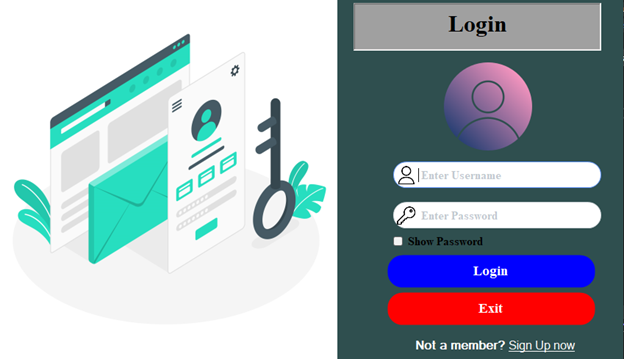 Login
Enter Username
Enter Password
Show Password
Login
Exit
Not a member? Sign Up now